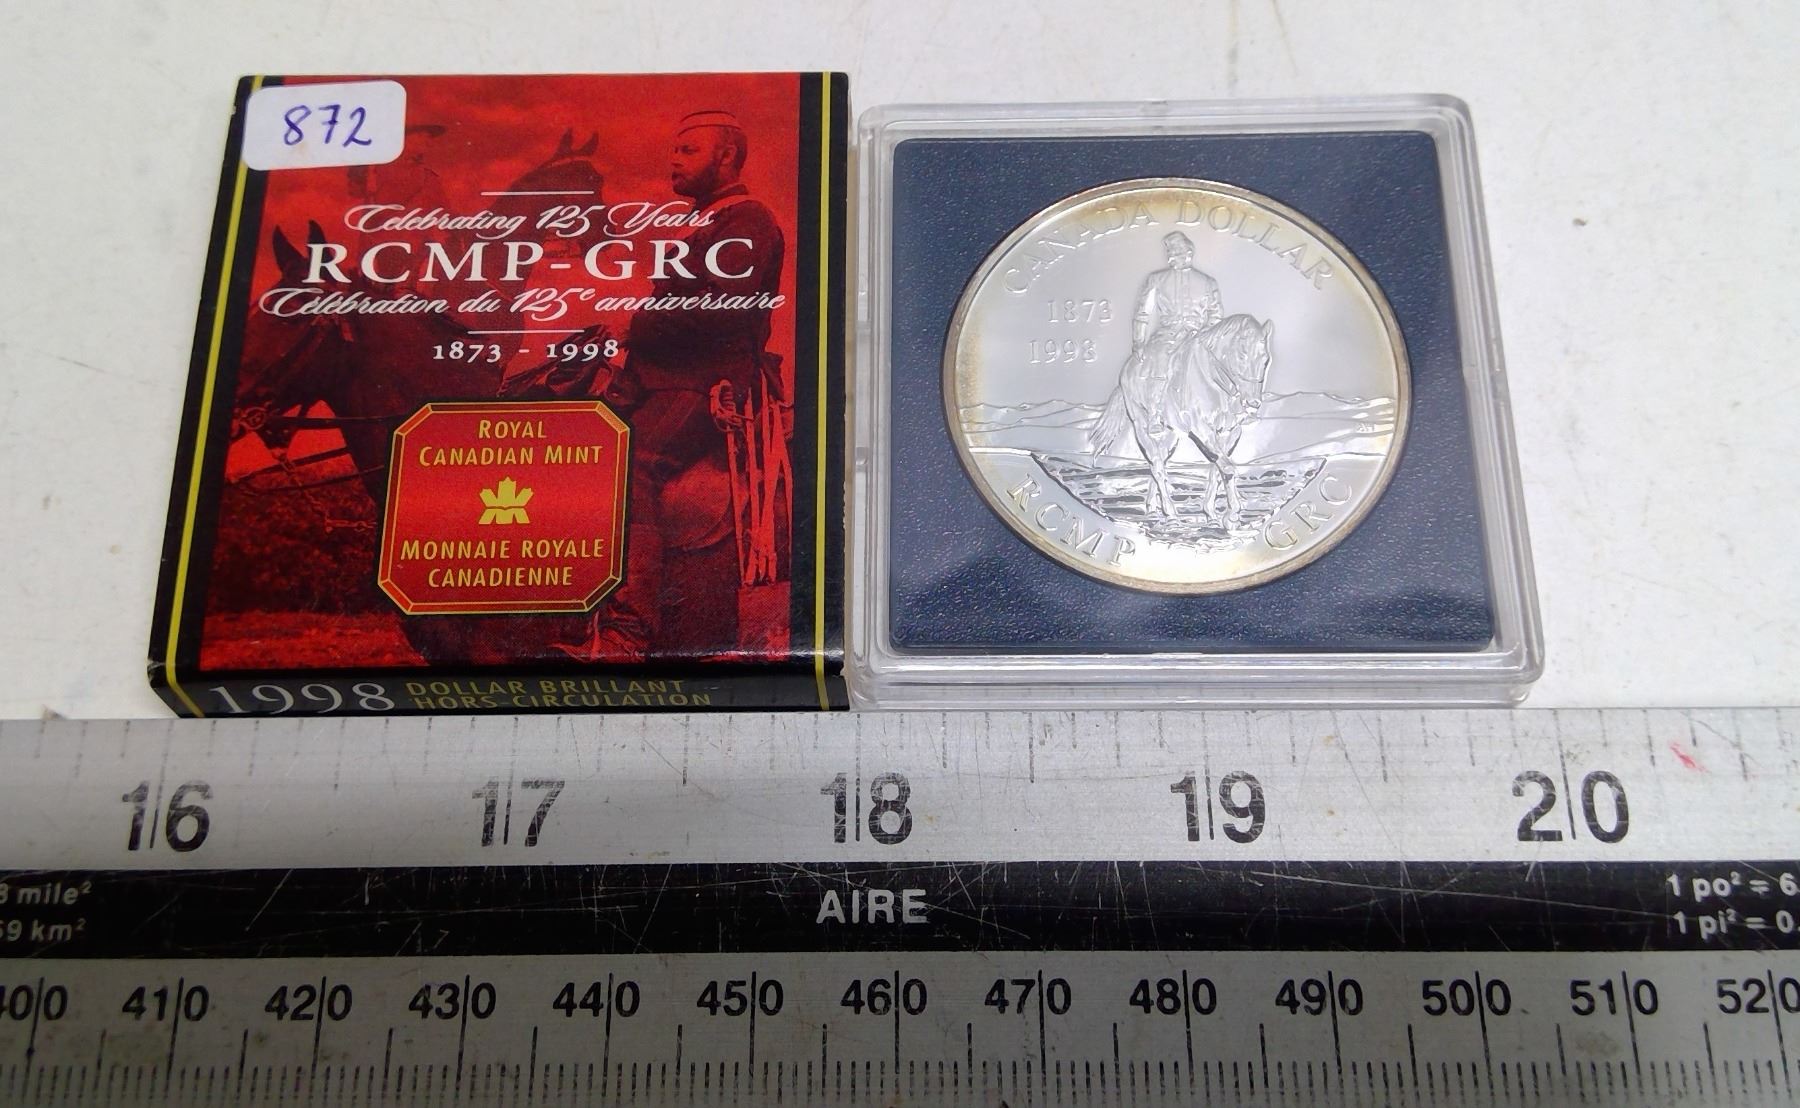 872
Celebrating 125 Years
RCMP-GRC
Célébration du 125e anniversaire
1873 - 1998
ROYAL
CANADIAN MINT
MONNAIE ROYALE
CANADIENNE
1998 DOLLAR BRILLANT
HORS-CIRCULATION
CANADA DOLLAR
1873
1998
RCMP GRC
16 17 18 19 20
mile²
km²
AIRE
1 po² = 6
1 pi² = 0
400 410 420 430 440 450 460 470 480 490 500 510 520